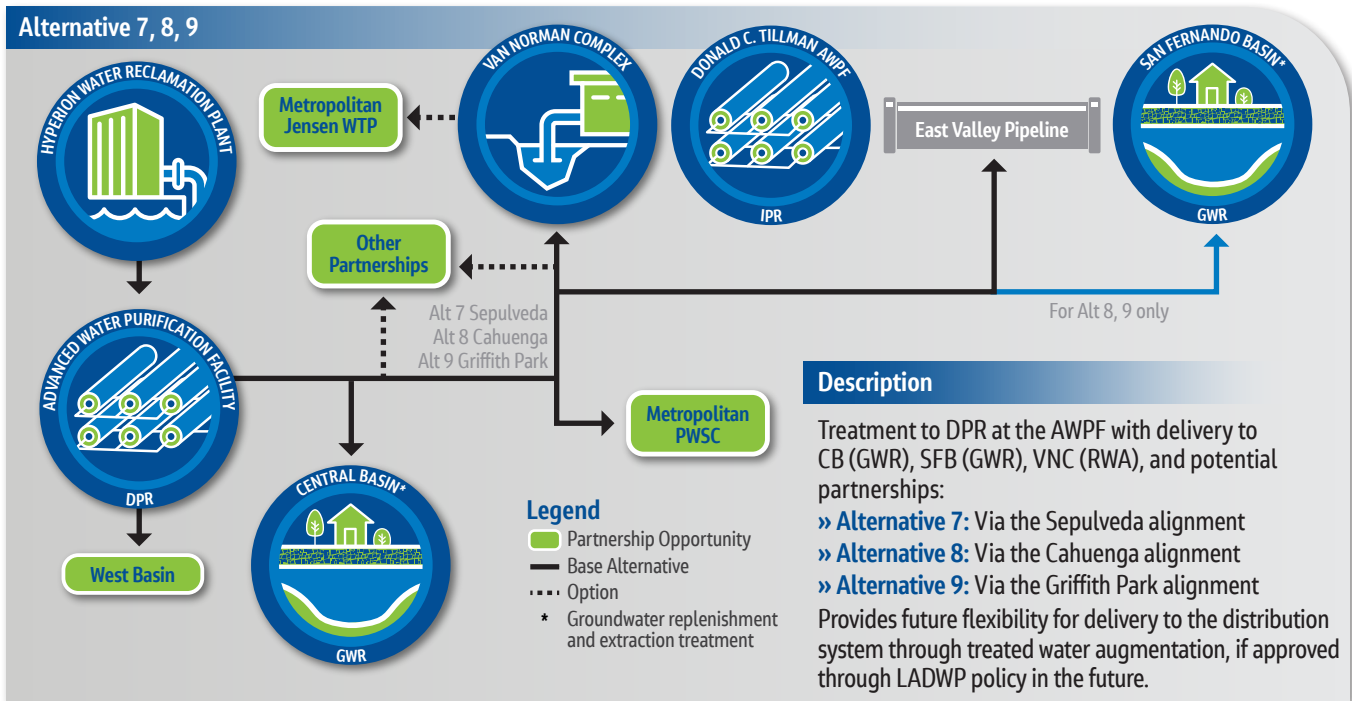 Alternative 7, 8, 9
HYPERION WATER RECLAMATION PLANT
Metropolitan
Jensen WTP
VAN NORMAN COMPLEX
DONALD C. TILLMAN AWPF
IPR
East Valley Pipeline
SAN FERNANDO BASIN*
GWR
Other
Partnerships
Alt 7 Sepulveda
Alt 8 Cahuenga
Alt 9 Griffith Park
For Alt 8, 9 only
ADVANCED WATER PURIFICATION FACILITY
DPR
West Basin
CENTRAL BASIN*
GWR
Metropolitan
PWSC
Legend
Partnership Opportunity
Base Alternative
Option
* Groundwater replenishment
and extraction treatment
Description
Treatment to DPR at the AWPF with delivery to
CB (GWR), SFB (GWR), VNC (RWA), and potential
partnerships:
» Alternative 7: Via the Sepulveda alignment
» Alternative 8: Via the Cahuenga alignment
» Alternative 9: Via the Griffith Park alignment
Provides future flexibility for delivery to the distribution
system through treated water augmentation, if approved
through LADWP policy in the future.